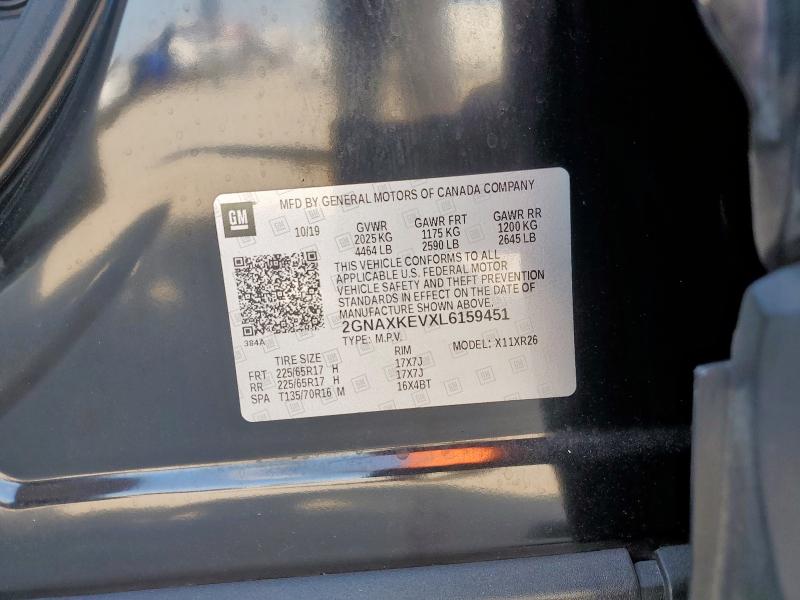 MFD BY GENERAL MOTORS OF CANADA COMPANY
GM
10/19 GVWR GAWR FRT GAWR RR
2025 KG 1175 KG 1200 KG
4464 LB 2590 LB 2645 LB
THIS VEHICLE CONFORMS TO ALL
APPLICABLE U.S. FEDERAL MOTOR
VEHICLE SAFETY AND THEFT PREVENTION
STANDARDS IN EFFECT ON THE DATE OF
MANUFACTURE SHOWN ABOVE.
2GNAXKEVXL6159451
384A TYPE: M.P.V. MODEL: X11XR26
TIRE SIZE RIM
FRT 225/65R17 H 17X7J
RR 225/65R17 H 17X7J
SPA T135/70R16 M 16X4BT